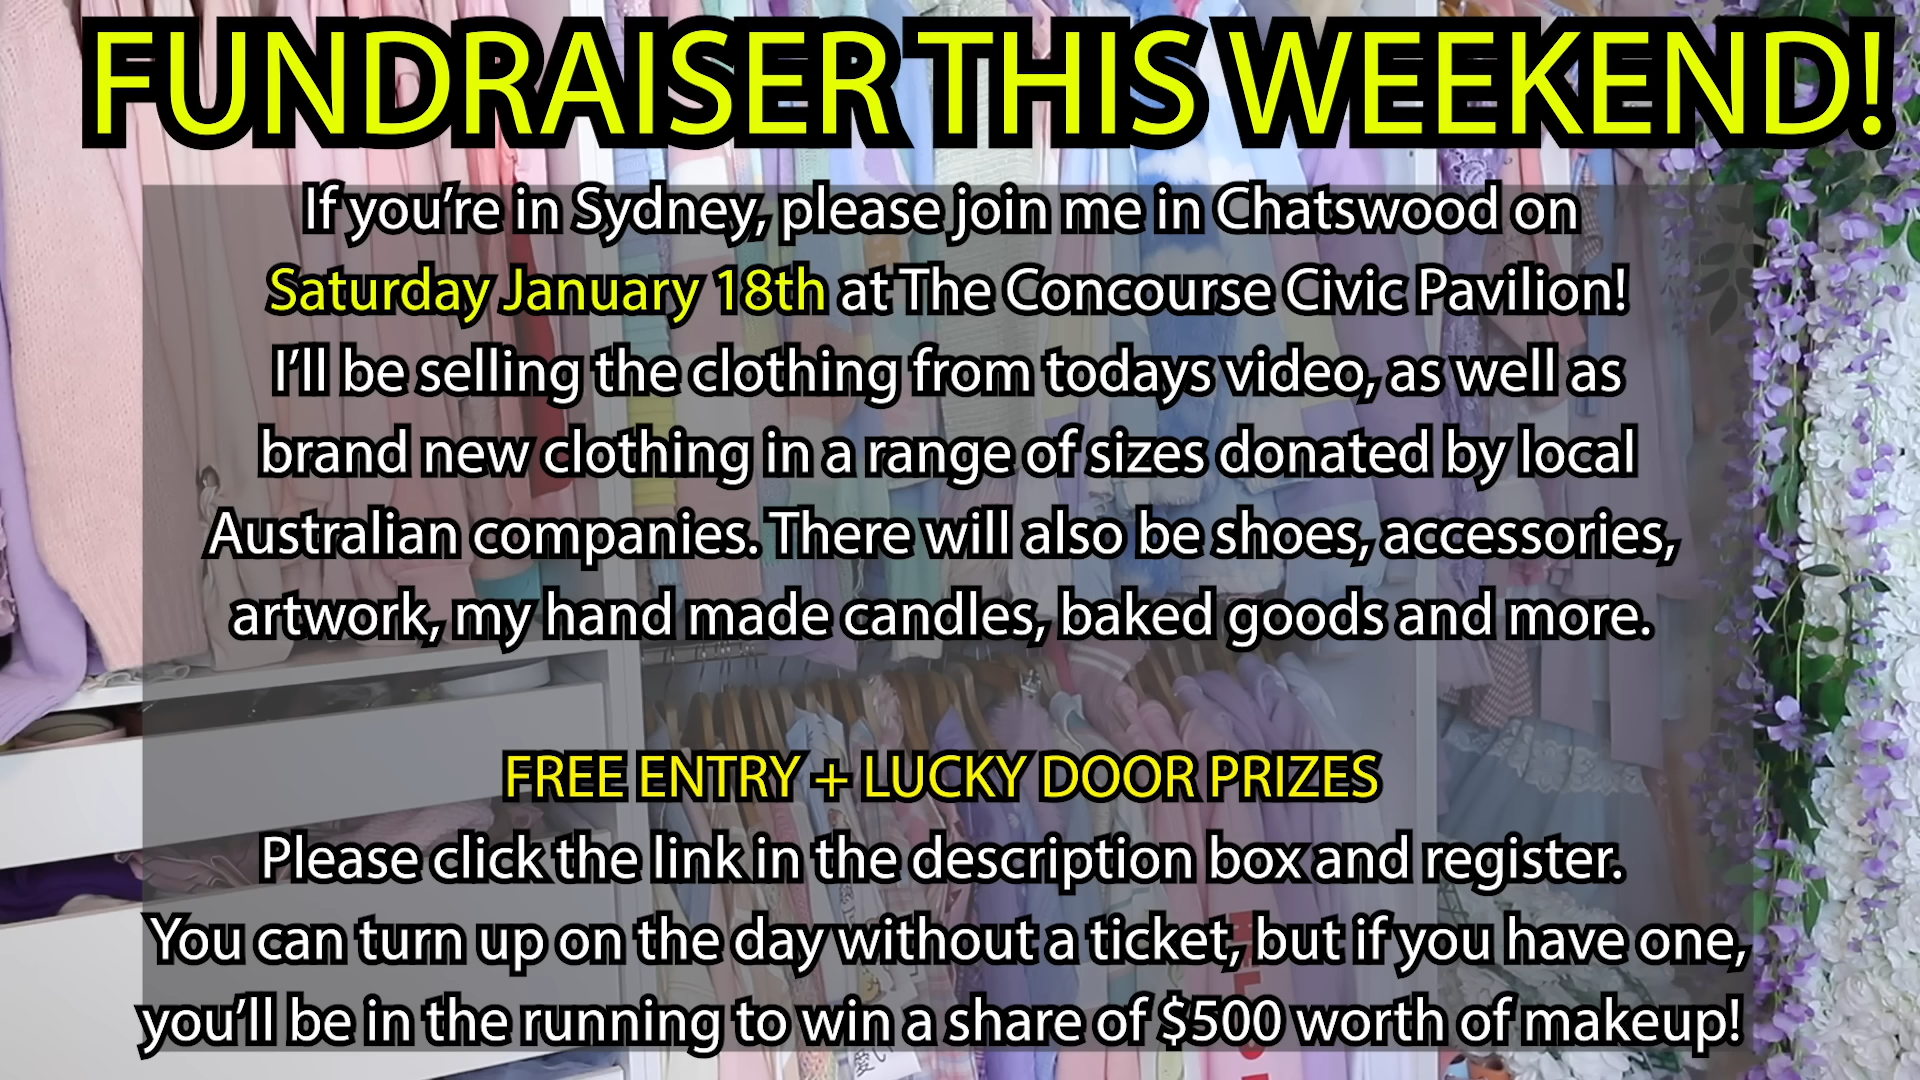 FUNDRAISER THIS WEEKEND!
If you're in Sydney, please join me in Chatswood on
Saturday January 18th at The Concourse Civic Pavilion!
I'll be selling the clothing from todays video, as well as
brand new clothing in a range of sizes donated by local
Australian companies. There will also be shoes, accessories,
artwork, my hand made candles, baked goods and more.
FREE ENTRY + LUCKY DOOR PRIZES
Please click the link in the description box and register.
You can turn up on the day without a ticket, but if you have one,
you'll be in the running to win a share of $500 worth of makeup!